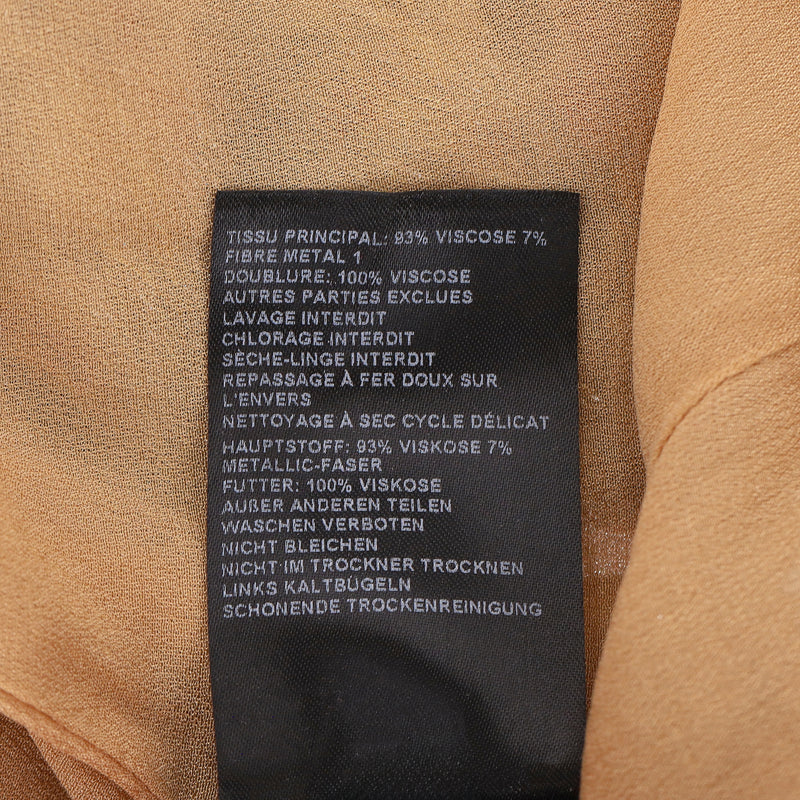 TISSU PRINCIPAL: 93% VISCOSE 7%
FIBRE METAL 1
DOUBLURE: 100% VISCOSE
AUTRES PARTIES EXCLUES
LAVAGE INTERDIT
CHLORAGE INTERDIT
SÈCHE-LINGE INTERDIT
REPASSAGE À FER DOUX SUR
L'ENVERS
NETTOYAGE À SEC CYCLE DÉLICAT
HAUPTSTOFF: 93% VISKOSE 7%
METALLIC-FASER
FUTTER: 100% VISKOSE
AUßER ANDEREN TEILEN
WASCHEN VERBOTEN
NICHT BLEICHEN
NICHT IM TROCKNER TROCKNEN
LINKS KALTBÜGELN
SCHONENDE TROCKENREINIGUNG